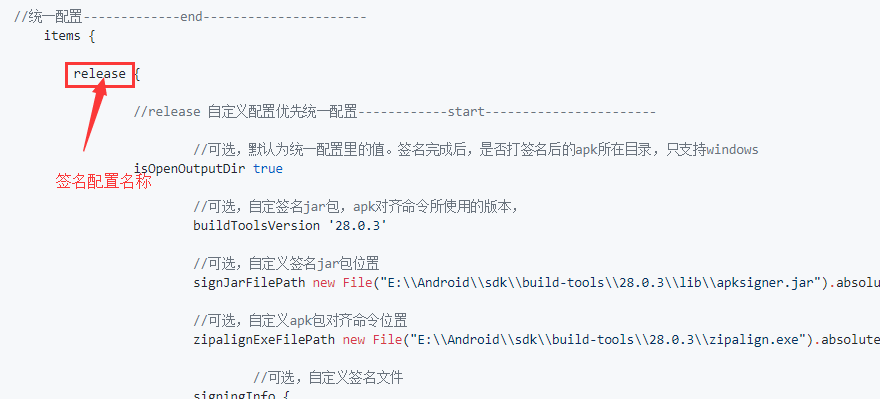 //统一配置-------------end----------------------
items {
release {
//release 自定义配置优先统一配置------------start-----------------------
//可选，默认为统一配置里的值。签名完成后，是否打签名后的apk所在目录，只支持windows
isOpenOutputDir true
签名配置名称
//可选，自定签名jar包，apk对齐命令所使用的版本，
buildToolsVersion '28.0.3'
//可选，自定义签名jar包位置
signJarFilePath new File("E:\\Android\\sdk\\build-tools\\28.0.3\\lib\\apksigner.jar").absolu
//可选，自定义apk包对齐命令位置
zipalignExeFilePath new File("E:\\Android\\sdk\\build-tools\\28.0.3\\zipalign.exe").absolute
//可选，自定义签名文件
signingInfo {